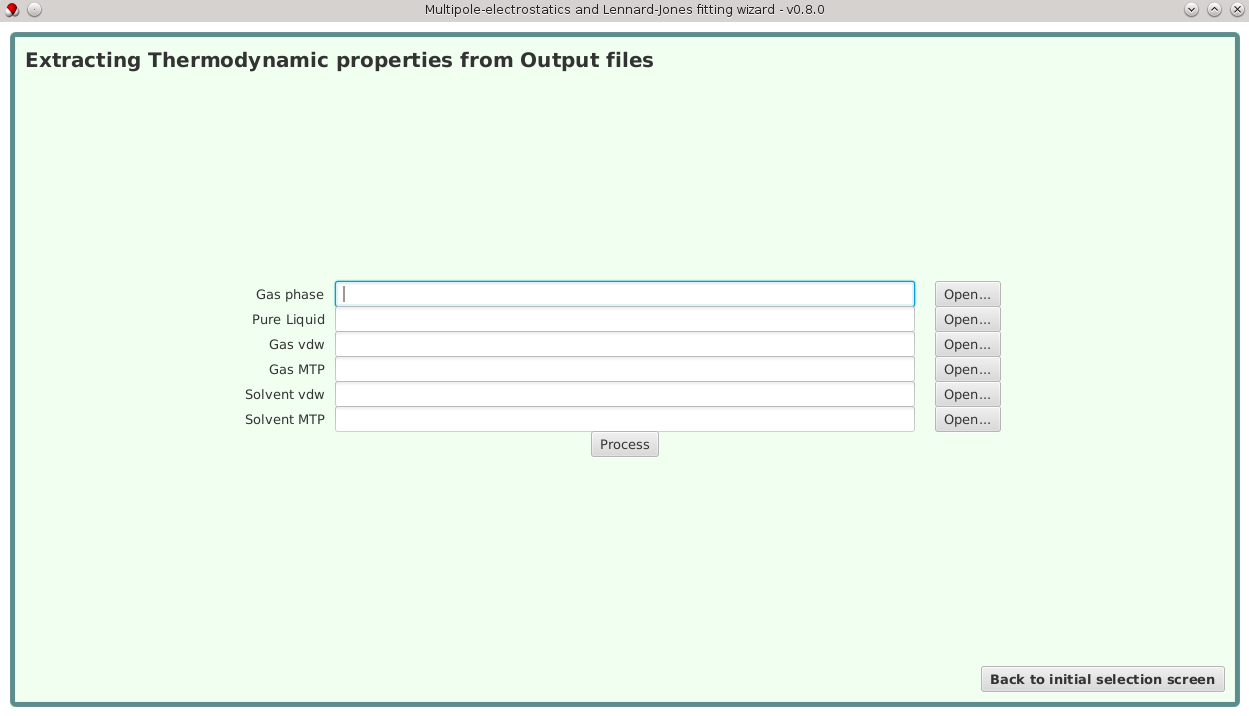 Multipole-electrostatics and Lennard-Jones fitting wizard - v0.8.0
Extracting Thermodynamic properties from Output files
Gas phase Open...
Pure Liquid Open...
Gas vdw Open...
Gas MTP Open...
Solvent vdw Open...
Solvent MTP Open...
Process
Back to initial selection screen